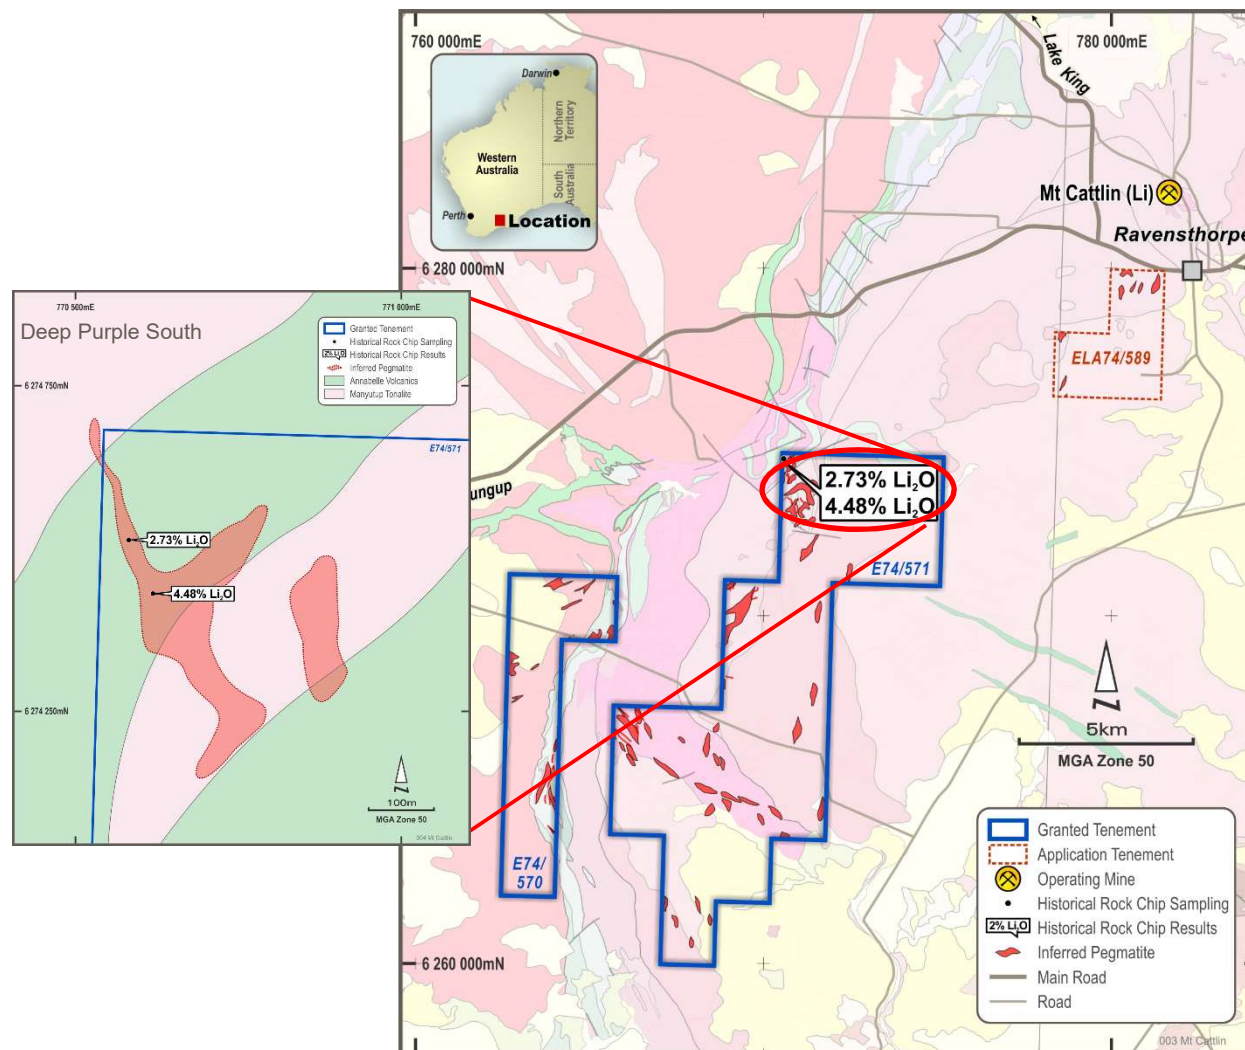 760 000mE
780 000mE
Lake King
Darwin
Northern
Territory
Western
Australia
South
Australia
Perth
Location
Mt Cattlin (Li)
Ravensthorpe
6 280 000mN
ELA74/589
ungup
2.73% Li2O
4.48% Li2O
E74/571
E74/
570
N
5km
MGA Zone 50
6 260 000mN
Granted Tenement
Application Tenement
Operating Mine
Historical Rock Chip Sampling
2% Li2O Historical Rock Chip Results
Inferred Pegmatite
Main Road
Road
003 Mt Cattlin
770 500mE
771 000mE
Deep Purple South
Granted Tenement
Historical Rock Chip Sampling
2% Li2O Historical Rock Chip Results
Inferred Pegmatite
Annabelle Volcanics
Manyutup Tonalite
6 274 750mN
E74/571
2.73% Li2O
4.48% Li2O
6 274 250mN
N
100m
MGA Zone 50
004 Mt Cattlin